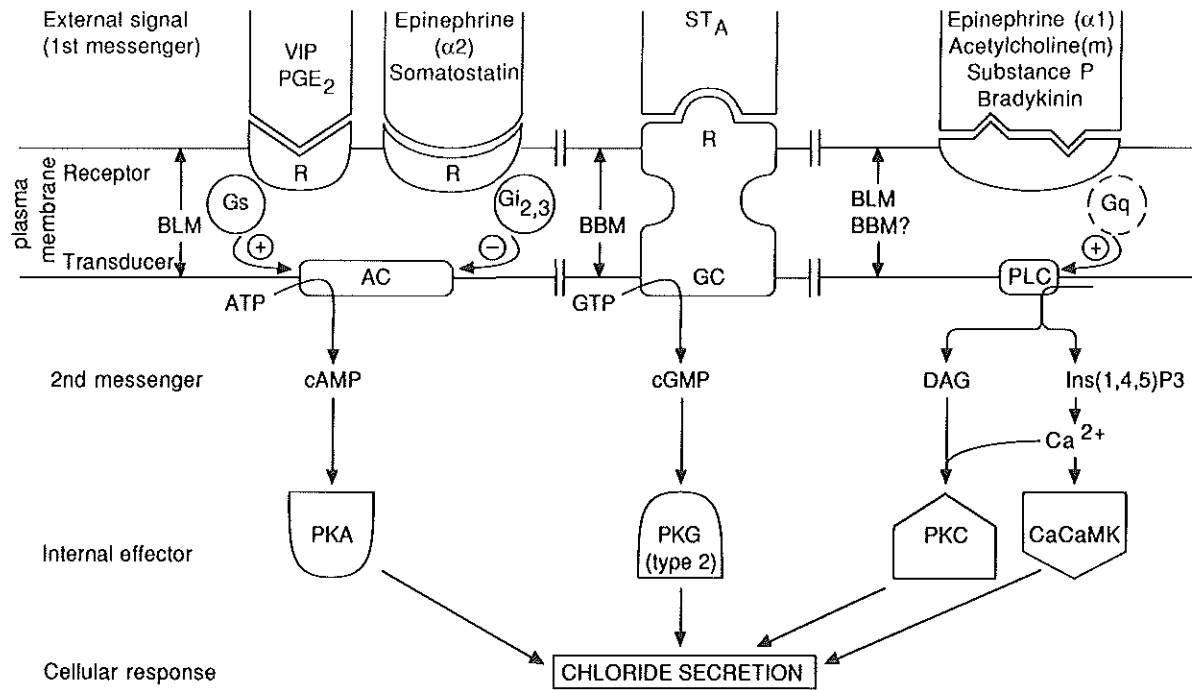 External signal
(1st messenger)
VIP
PGE2
Epinephrine
(α2)
Somatostatin
STA
Epinephrine (α1)
Acetylcholine(m)
Substance P
Bradykinin
plasma
membrane
Receptor
R
R
R
Gs
Gi2,3
Gq
BLM
BBM
BLM
BBM?
+
−
+
Transducer
AC
GC
PLC
ATP
GTP
2nd messenger
cAMP
cGMP
DAG
Ins(1,4,5)P3
Ca 2+
Internal effector
PKA
PKG
(type 2)
PKC
CaCaMK
Cellular response
CHLORIDE SECRETION